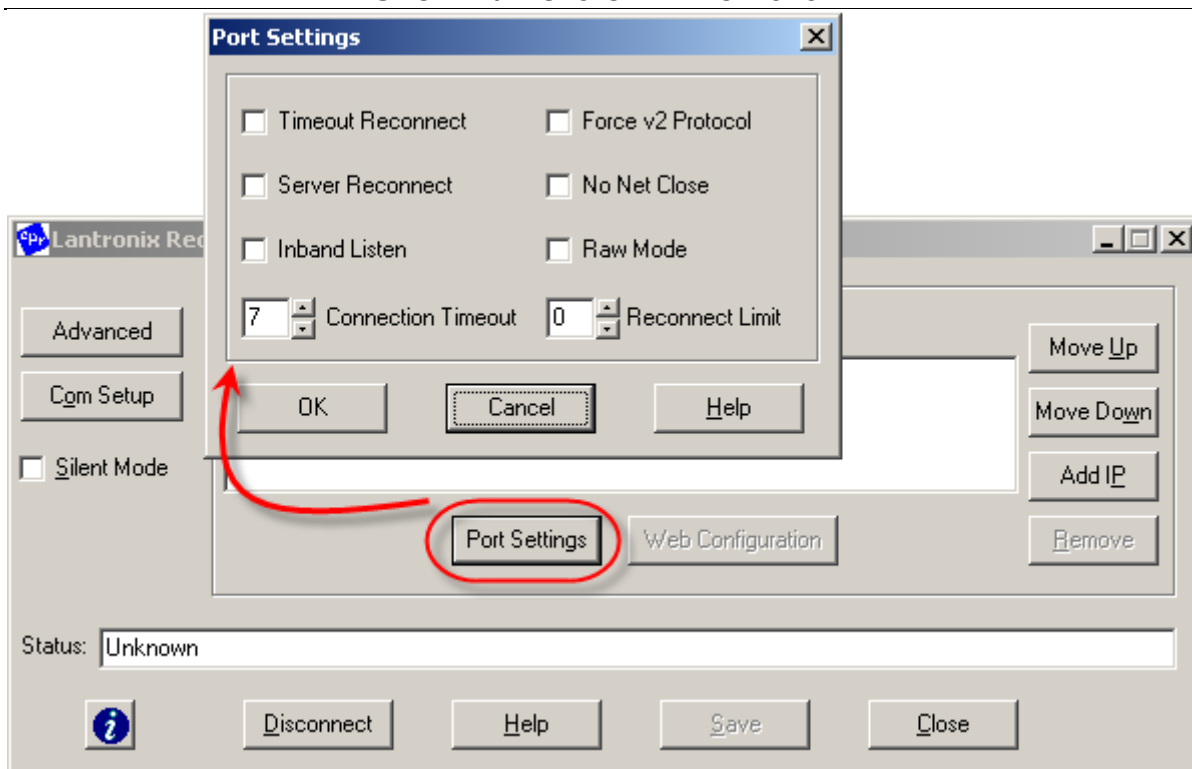 Port Settings
Timeout Reconnect
Force v2 Protocol
Server Reconnect
No Net Close
Inband Listen
Raw Mode
7 Connection Timeout
0 Reconnect Limit
OK
Cancel
Help
cpr Lantronix Rec
Advanced
Com Setup
Silent Mode
Move Up
Move Down
Add IP
Remove
Port Settings
Web Configuration
Status: Unknown
Disconnect
Help
Save
Close